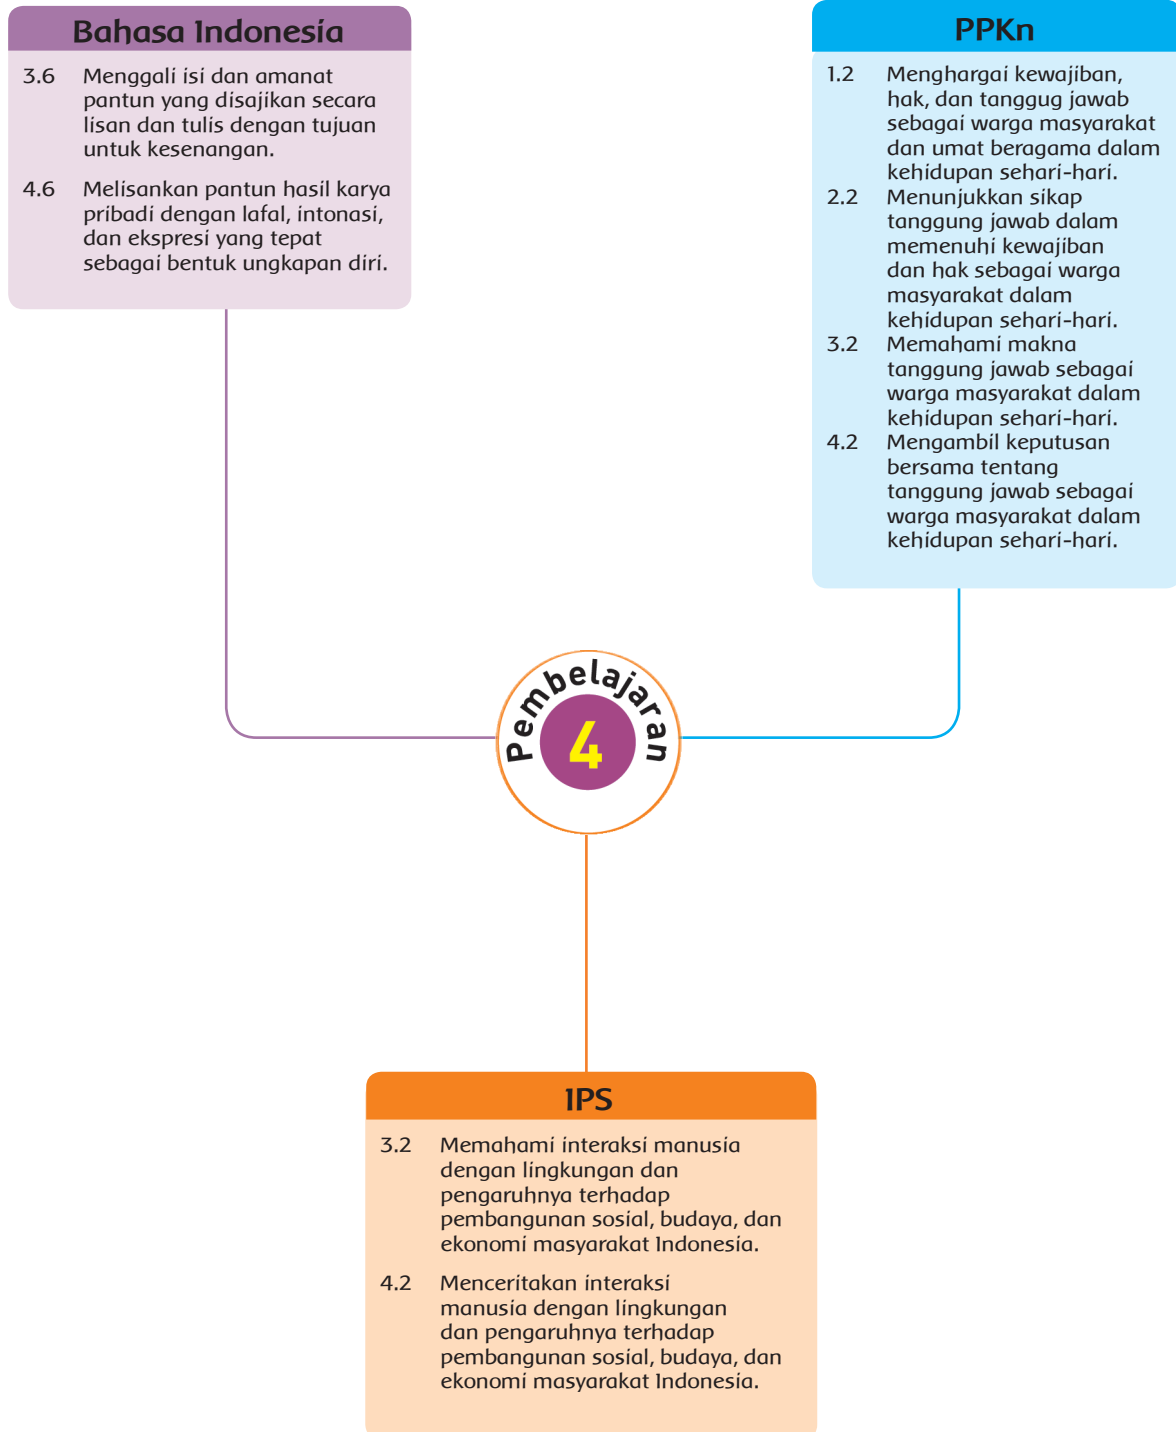 Bahasa Indonesia
3.6 Menggali isi dan amanat
pantun yang disajikan secara
lisan dan tulis dengan tujuan
untuk kesenangan.
4.6 Melisankan pantun hasil karya
pribadi dengan lafal, intonasi,
dan ekspresi yang tepat
sebagai bentuk ungkapan diri.
PPKn
1.2 Menghargai kewajiban,
hak, dan tanggug jawab
sebagai warga masyarakat
dan umat beragama dalam
kehidupan sehari-hari.
2.2 Menunjukkan sikap
tanggung jawab dalam
memenuhi kewajiban
dan hak sebagai warga
masyarakat dalam
kehidupan sehari-hari.
3.2 Memahami makna
tanggung jawab sebagai
warga masyarakat dalam
kehidupan sehari-hari.
4.2 Mengambil keputusan
bersama tentang
tanggung jawab sebagai
warga masyarakat dalam
kehidupan sehari-hari.
Pembelajaran
4
IPS
3.2 Memahami interaksi manusia
dengan lingkungan dan
pengaruhnya terhadap
pembangunan sosial, budaya, dan
ekonomi masyarakat Indonesia.
4.2 Menceritakan interaksi
manusia dengan lingkungan
dan pengaruhnya terhadap
pembangunan sosial, budaya, dan
ekonomi masyarakat Indonesia.